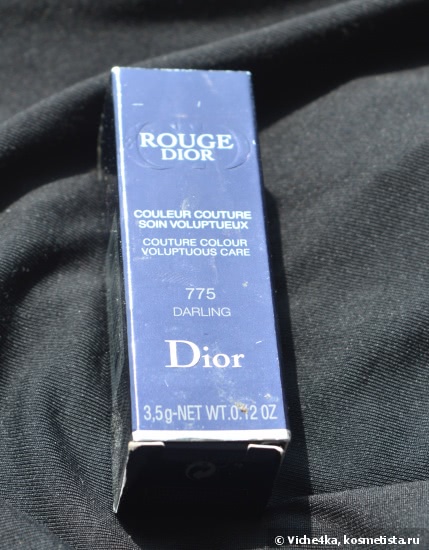 ROUGE
DIOR
COULEUR COUTURE
SOIN VOLUPTUEUX
COUTURE COLOUR
VOLUPTUOUS CARE
775
DARLING
Dior
3,5g-NET WT.0.12 OZ
© Viche4ka, kosmetista.ru